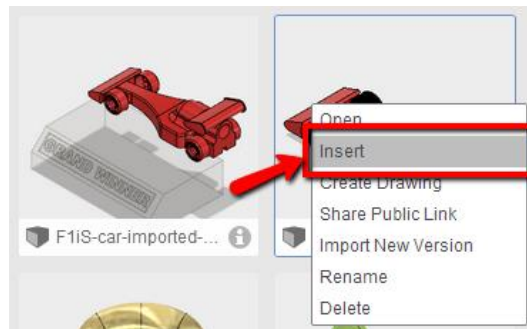 GRAND WINNER
F1iS-car-imported-...
Open
Insert
Create Drawing
Share Public Link
Import New Version
Rename
Delete